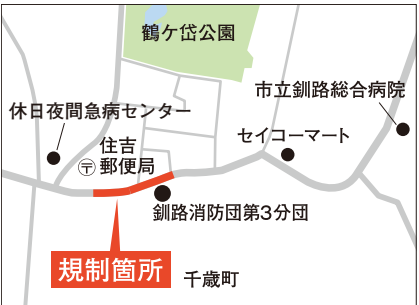 鶴ケ岱公園
市立釧路総合病院
休日夜間急病センター
セイコーマート
住吉
〒郵便局
釧路消防団第3分団
規制箇所
千歳町